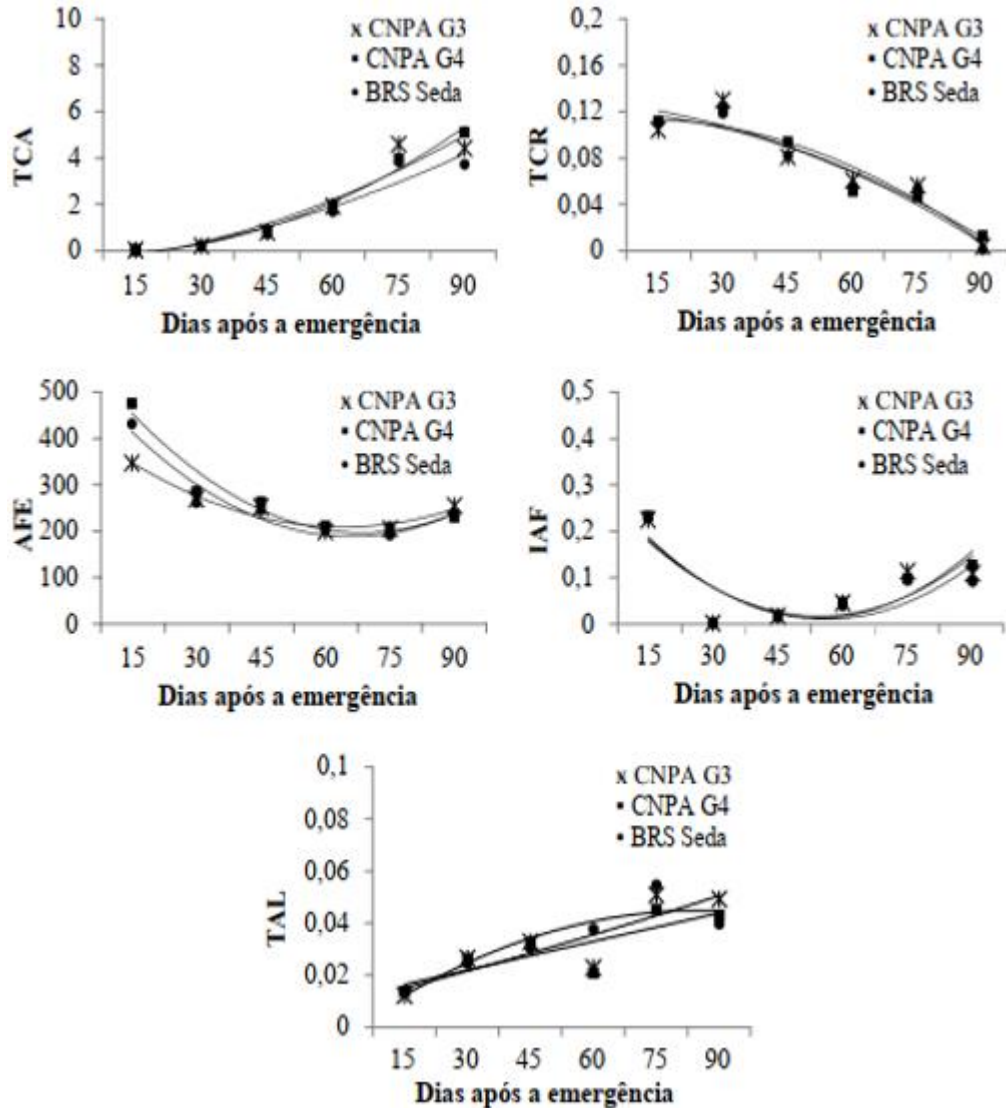 TCA
10
8
6
4
2
0
× CNPA G3
▪ CNPA G4
• BRS Seda
15 30 45 60 75 90
Dias após a emergência
TCR
0,2
0,16
0,12
0,08
0,04
0
× CNPA G3
▪ CNPA G4
• BRS Seda
15 30 45 60 75 90
Dias após a emergência
AFE
500
400
300
200
100
0
× CNPA G3
▪ CNPA G4
• BRS Seda
15 30 45 60 75 90
Dias após a emergência
IAF
0,5
0,4
0,3
0,2
0,1
0
× CNPA G3
▪ CNPA G4
• BRS Seda
15 30 45 60 75 90
Dias após a emergência
TAL
0,1
0,08
0,06
0,04
0,02
0
× CNPA G3
▪ CNPA G4
• BRS Seda
15 30 45 60 75 90
Dias após a emergência